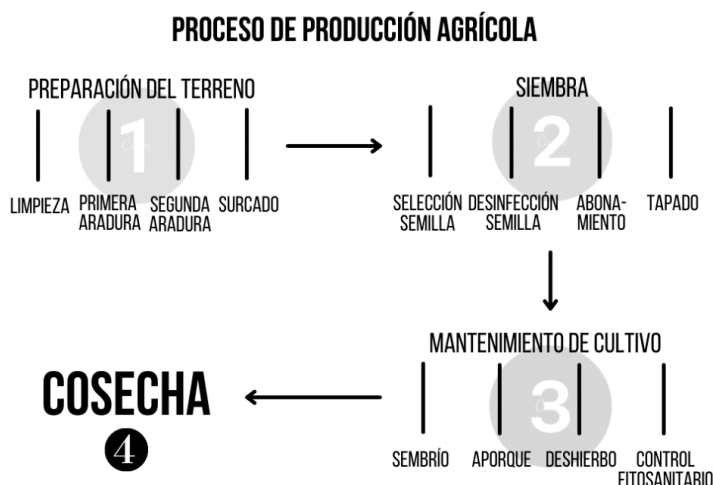 PROCESO DE PRODUCCIÓN AGRÍCOLA
PREPARACIÓN DEL TERRENO
1
LIMPIEZA
PRIMERA
ARADURA
SEGUNDA
ARADURA
SURCADO
SIEMBRA
2
SELECCIÓN
SEMILLA
DESINFECCIÓN
SEMILLA
ABONA-
MIENTO
TAPADO
MANTENIMIENTO DE CULTIVO
3
SEMBRÍO
APORQUE
DESHIERBO
CONTROL
FITOSANITARIO
COSECHA
4